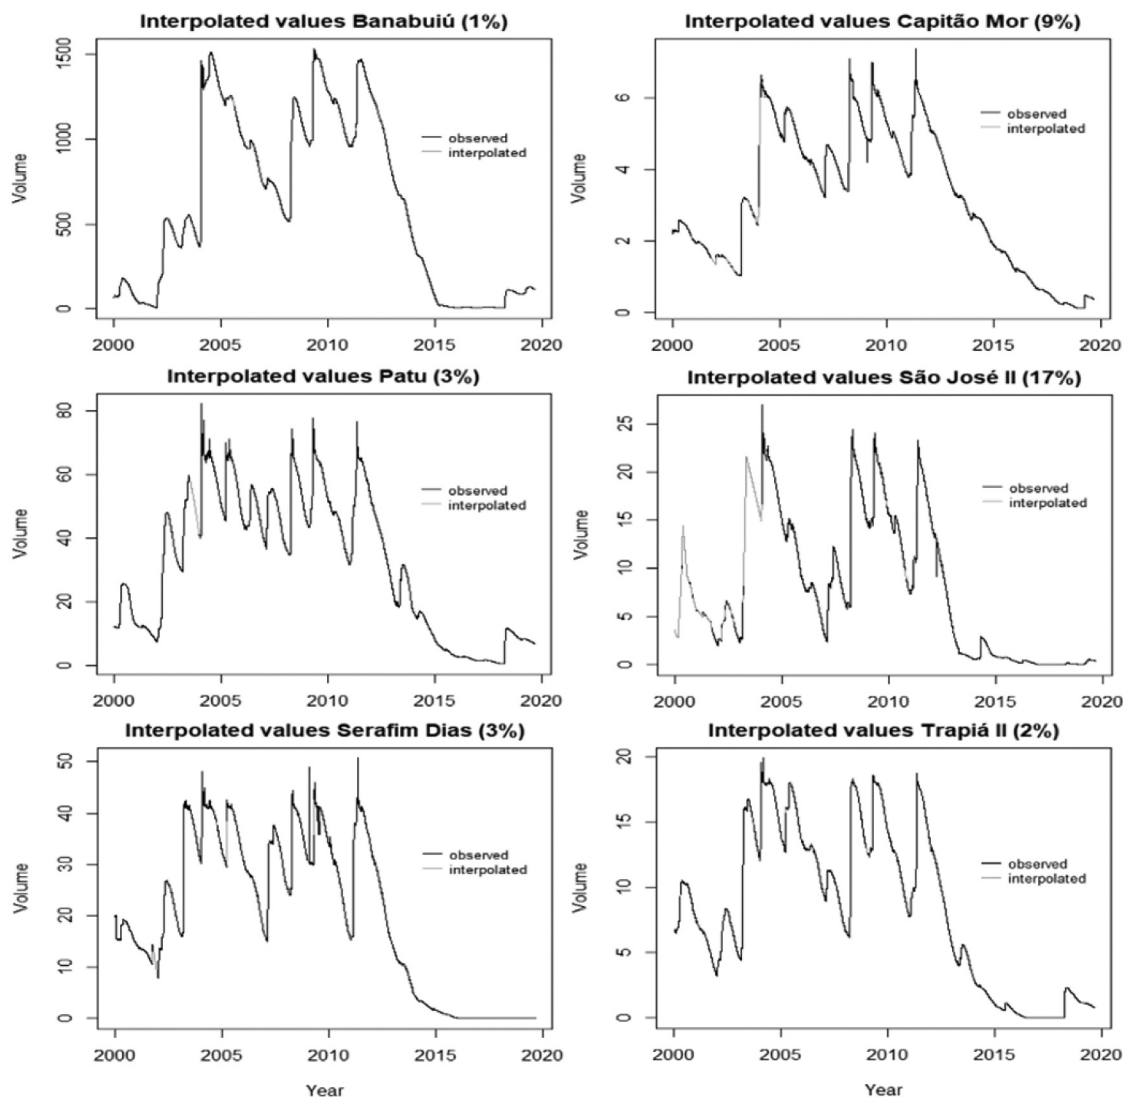 Interpolated values Banabuiú (1%)
Volume
1500
1000
500
0
observed
interpolated
2000 2005 2010 2015 2020
Interpolated values Capitão Mor (9%)
Volume
6
4
2
0
observed
interpolated
2000 2005 2010 2015 2020
Interpolated values Patu (3%)
Volume
80
60
40
20
0
observed
interpolated
2000 2005 2010 2015 2020
Interpolated values São José II (17%)
Volume
25
20
15
10
5
0
observed
interpolated
2000 2005 2010 2015 2020
Interpolated values Serafim Dias (3%)
Volume
50
40
30
20
10
0
observed
interpolated
2000 2005 2010 2015 2020
Year
Interpolated values Trapiá II (2%)
Volume
20
15
10
5
0
observed
interpolated
2000 2005 2010 2015 2020
Year